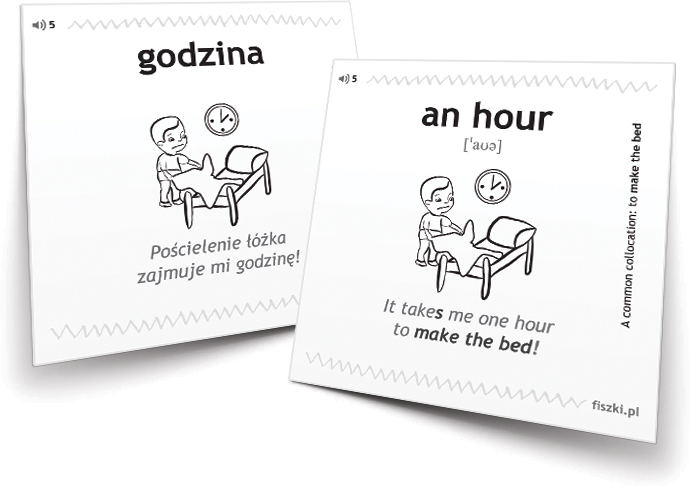 5
godzina
Pościelenie łóżka
zajmuje mi godzinę!
5
an hour
['aʊə]
It takes me one hour
to make the bed!
A common collocation: to make the bed
fiszki.pl